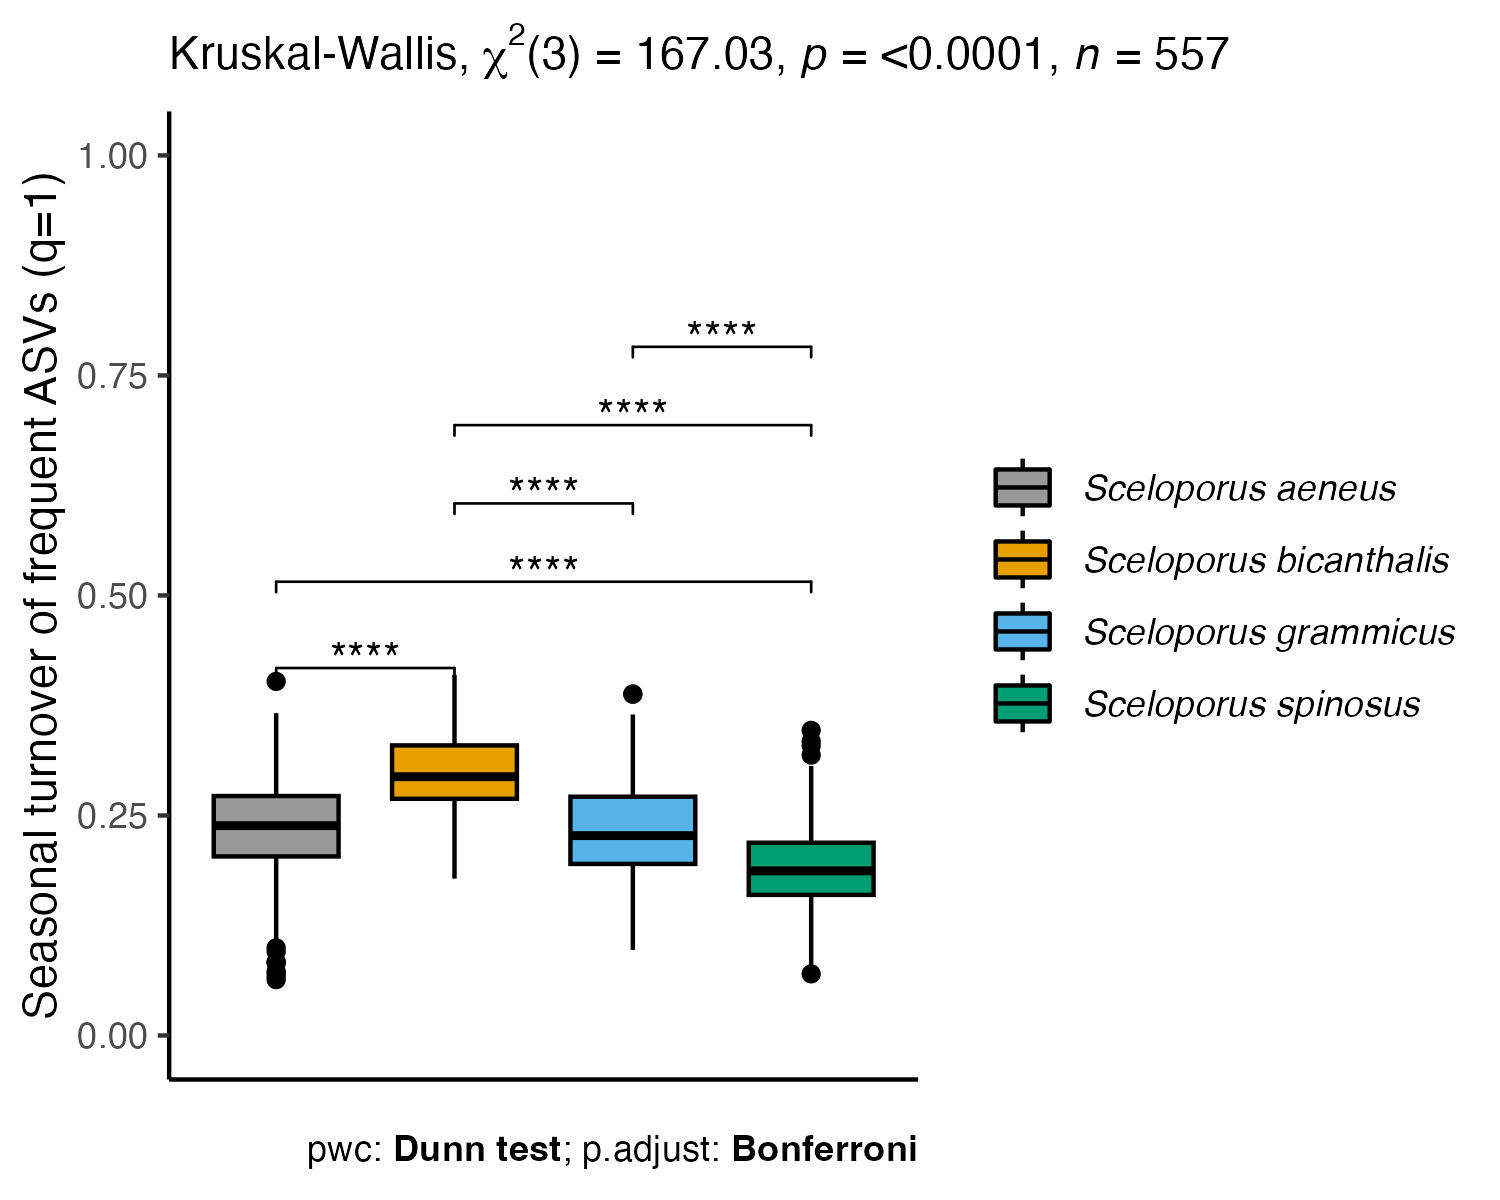 Kruskal-Wallis, χ²(3) = 167.03, p = <0.0001, n = 557
Seasonal turnover of frequent ASVs (q=1)
1.00
0.75
0.50
0.25
0.00
****
****
****
****
****
Sceloporus aeneus
Sceloporus bicanthalis
Sceloporus grammicus
Sceloporus spinosus
pwc: Dunn test; p.adjust: Bonferroni